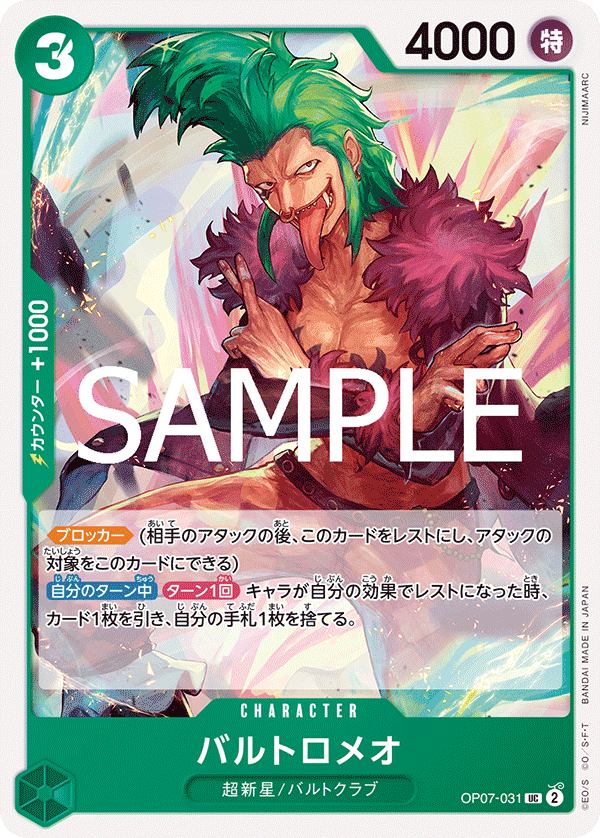 3
4000
特
NIJIMAARC
カウンター +1000
SAMPLE
ブロッカー (相手のアタックの後、このカードをレストにし、アタックの
対象をこのカードにできる)
自分のターン中 ターン1回 キャラが自分の効果でレストになった時、
カード1枚を引き、自分の手札1枚を捨てる。
CHARACTER
バルトロメオ
超新星/バルトクラブ
OP07-031 UC 2
©E.O/S ©O/S・F・T BANDAI MADE IN JAPAN